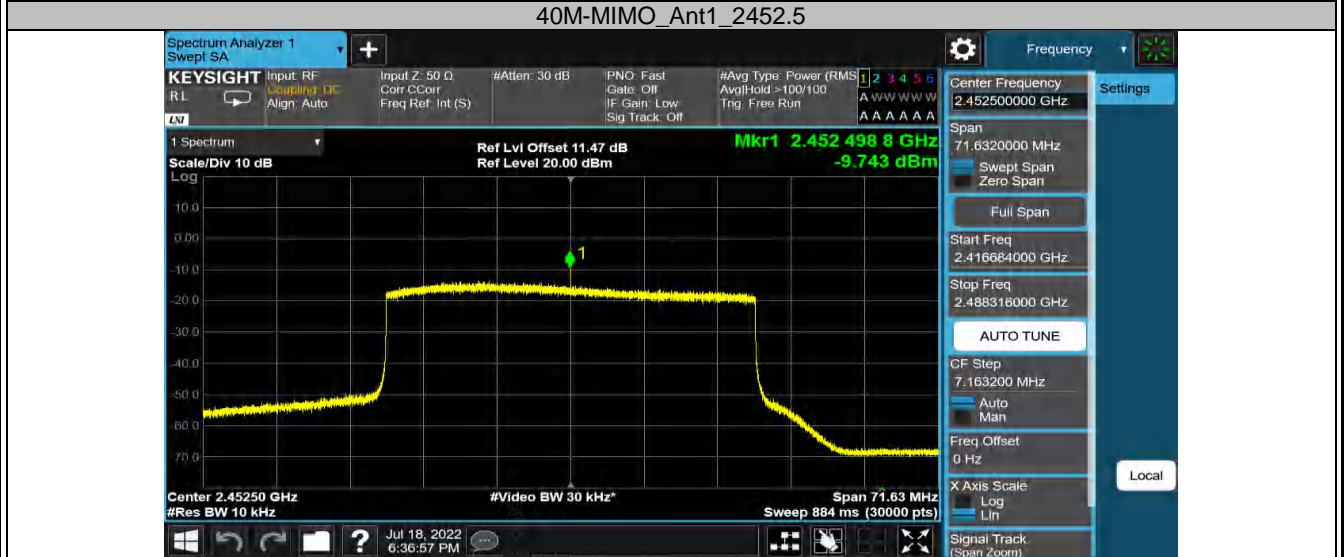 40M-MIMO_Ant1_2452.5
Spectrum Analyzer 1
Swept SA
Frequency
KEYSIGHT
RL
LXI
Input: RF
Coupling: DC
Align: Auto
Input Z: 50 Ω
Corr CCorr
Freq Ref: Int (S)
#Atten: 30 dB
PNO: Fast
Gate: Off
IF Gain: Low
Sig Track: Off
#Avg Type: Power (RMS
Avg|Hold:>100/100
Trig: Free Run
1 2 3 4 5 6
A W W W W W
A A A A A A
Center Frequency
2.452500000 GHz
Settings
1 Spectrum
Scale/Div 10 dB
Log
Ref Lvl Offset 11.47 dB
Ref Level 20.00 dBm
Mkr1 2.452 498 8 GHz
-9.743 dBm
Span
71.6320000 MHz
Swept Span
Zero Span
Full Span
Start Freq
2.416684000 GHz
Stop Freq
2.488316000 GHz
AUTO TUNE
CF Step
7.163200 MHz
Auto
Man
Freq Offset
0 Hz
X Axis Scale
Log
Lin
Signal Track
(Span Zoom)
Local
10.0
0.00
-10.0
-20.0
-30.0
-40.0
-50.0
-60.0
-70.0
1
Center 2.45250 GHz
#Res BW 10 kHz
#Video BW 30 kHz*
Span 71.63 MHz
Sweep 884 ms (30000 pts)
?
Jul 18, 2022
6:36:57 PM